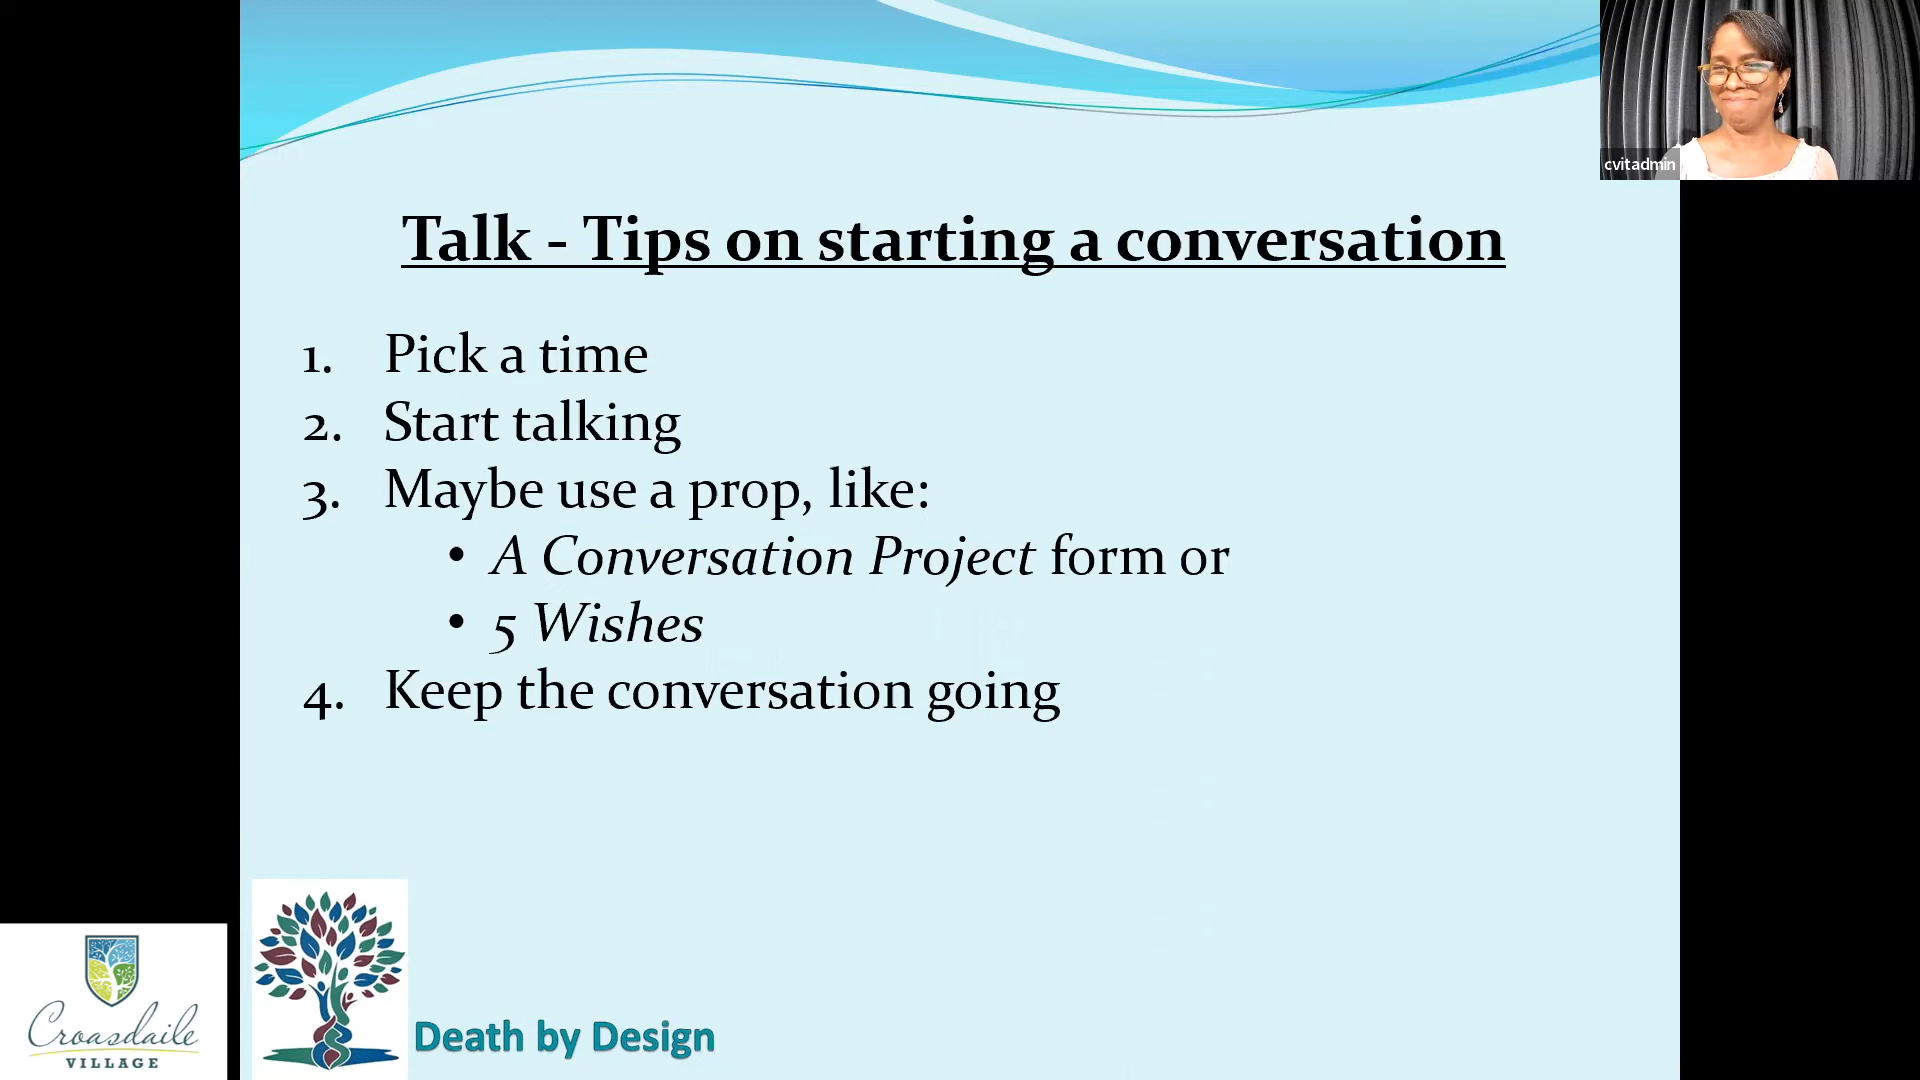 cvitadmin
Talk - Tips on starting a conversation
1. Pick a time
2. Start talking
3. Maybe use a prop, like:
• A Conversation Project form or
• 5 Wishes
4. Keep the conversation going
Croasdaile
VILLAGE
Death by Design